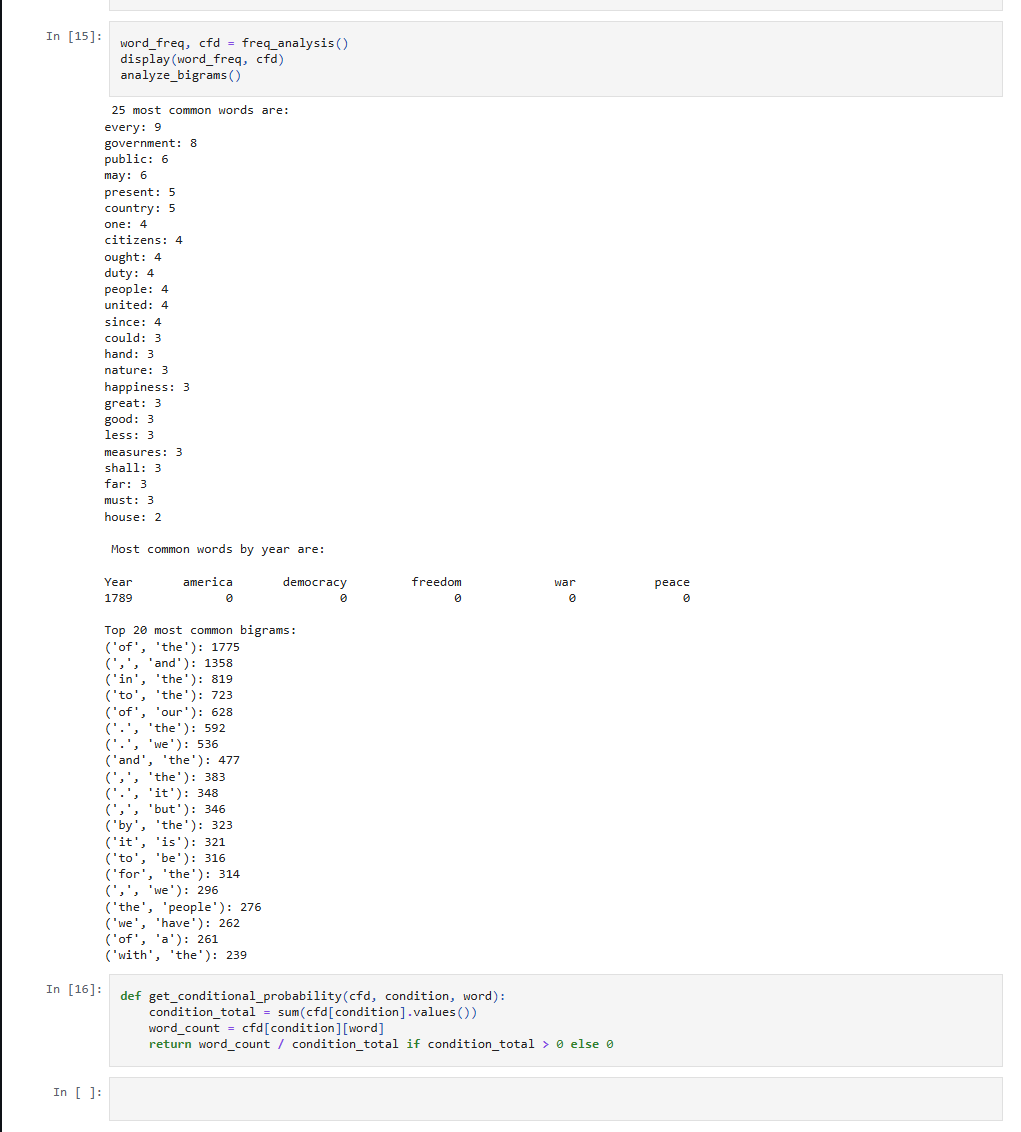 In [15]:
word_freq, cfd = freq_analysis()
display(word_freq, cfd)
analyze_bigrams()
25 most common words are:
every: 9
government: 8
public: 6
may: 6
present: 5
country: 5
one: 4
citizens: 4
ought: 4
duty: 4
people: 4
united: 4
since: 4
could: 3
hand: 3
nature: 3
happiness: 3
great: 3
good: 3
less: 3
measures: 3
shall: 3
far: 3
must: 3
house: 2
Most common words by year are:
Year america democracy freedom war peace
1789 0 0 0 0 0
Top 20 most common bigrams:
('of', 'the'): 1775
(',', 'and'): 1358
('in', 'the'): 819
('to', 'the'): 723
('of', 'our'): 628
('.', 'the'): 592
('.', 'we'): 536
('and', 'the'): 477
(',', 'the'): 383
('.', 'it'): 348
(',', 'but'): 346
('by', 'the'): 323
('it', 'is'): 321
('to', 'be'): 316
('for', 'the'): 314
(',', 'we'): 296
('the', 'people'): 276
('we', 'have'): 262
('of', 'a'): 261
('with', 'the'): 239
In [16]:
def get_conditional_probability(cfd, condition, word):
    condition_total = sum(cfd[condition].values())
    word_count = cfd[condition][word]
    return word_count / condition_total if condition_total > 0 else 0
In [ ]: